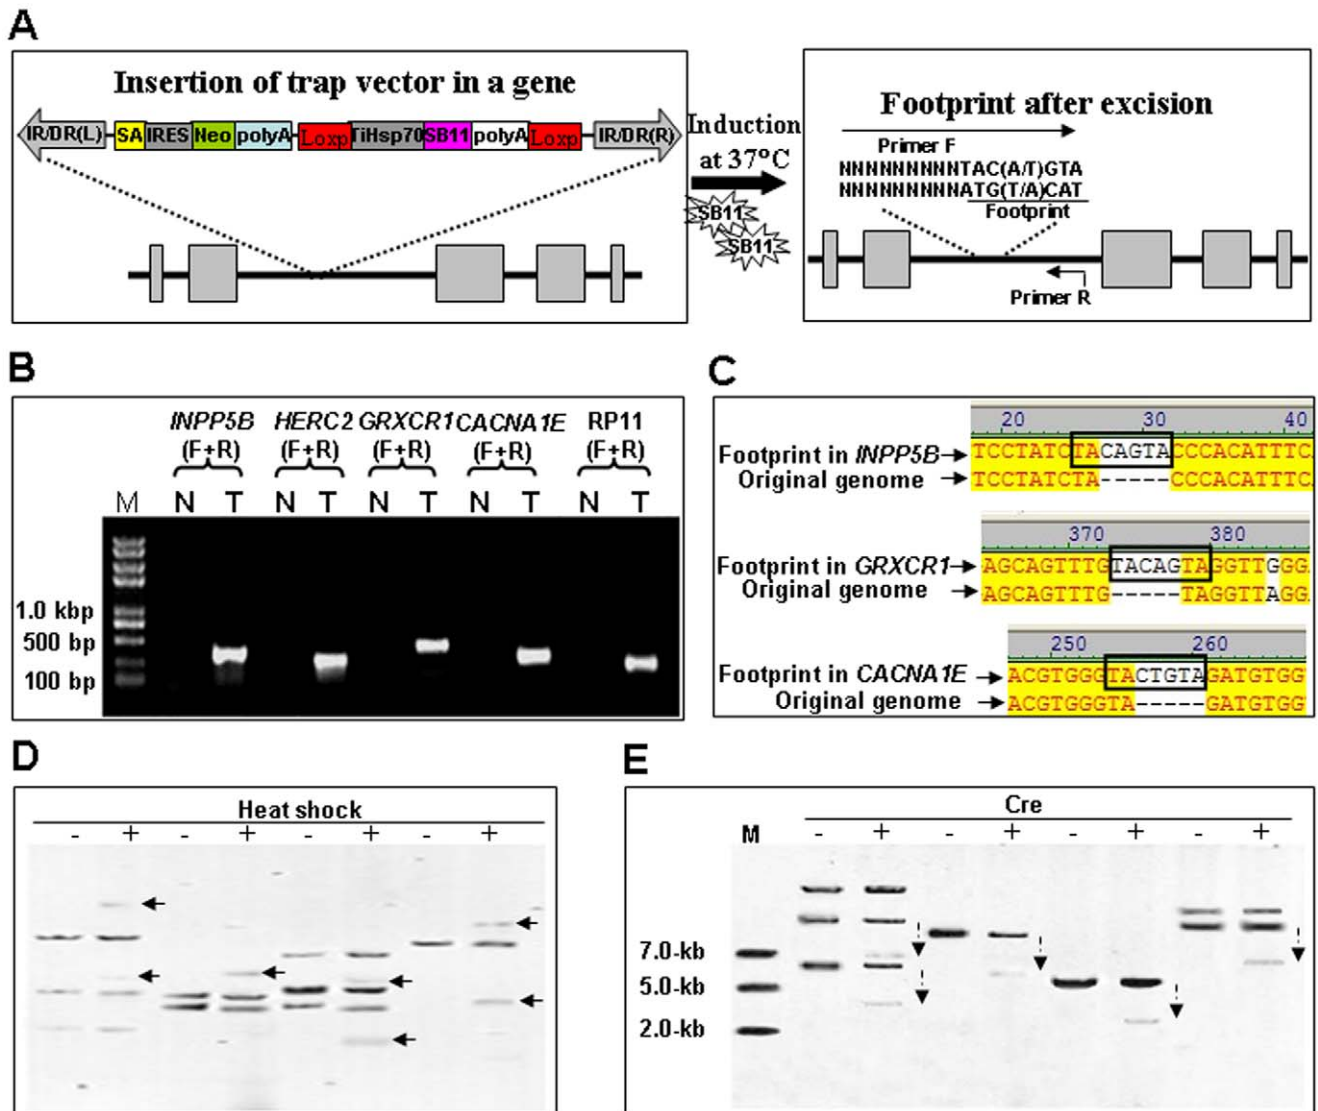 A
Insertion of trap vector in a gene
IR/DR(L) SA IRES Neo polyA Loxp TiHsp70 SB11 polyA Loxp IR/DR(R)
Induction
at 37°C
SB11
SB11
Footprint after excision
Primer F
NNNNNNNNNNTAC(A/T)GTA
NNNNNNNNNNATG(T/A)CAT
Footprint
Primer R
B
INPP5B HERC2 GRXCR1 CACNA1E RP11
(F+R) (F+R) (F+R) (F+R) (F+R)
M N T N T N T N T N T
1.0 kbp
500 bp
100 bp
C
20 30 40
Footprint in INPP5B TCCTATCTACAGTACCCACATTTC
Original genome TCCTATCTA-----CCCACATTTC
370 380
Footprint in GRXCR1 AGCAGTTTGTACAGTAGGTTGGG
Original genome AGCAGTTTG-----TAGGTTAGG
250 260
Footprint in CACNA1E ACGTGGGTACTGTAGATGTGG
Original genome ACGTGGGTA-----GATGTGG
D
Heat shock
- + - + - + - +
E
Cre
M - + - + - + - +
7.0-kb
5.0-kb
2.0-kb